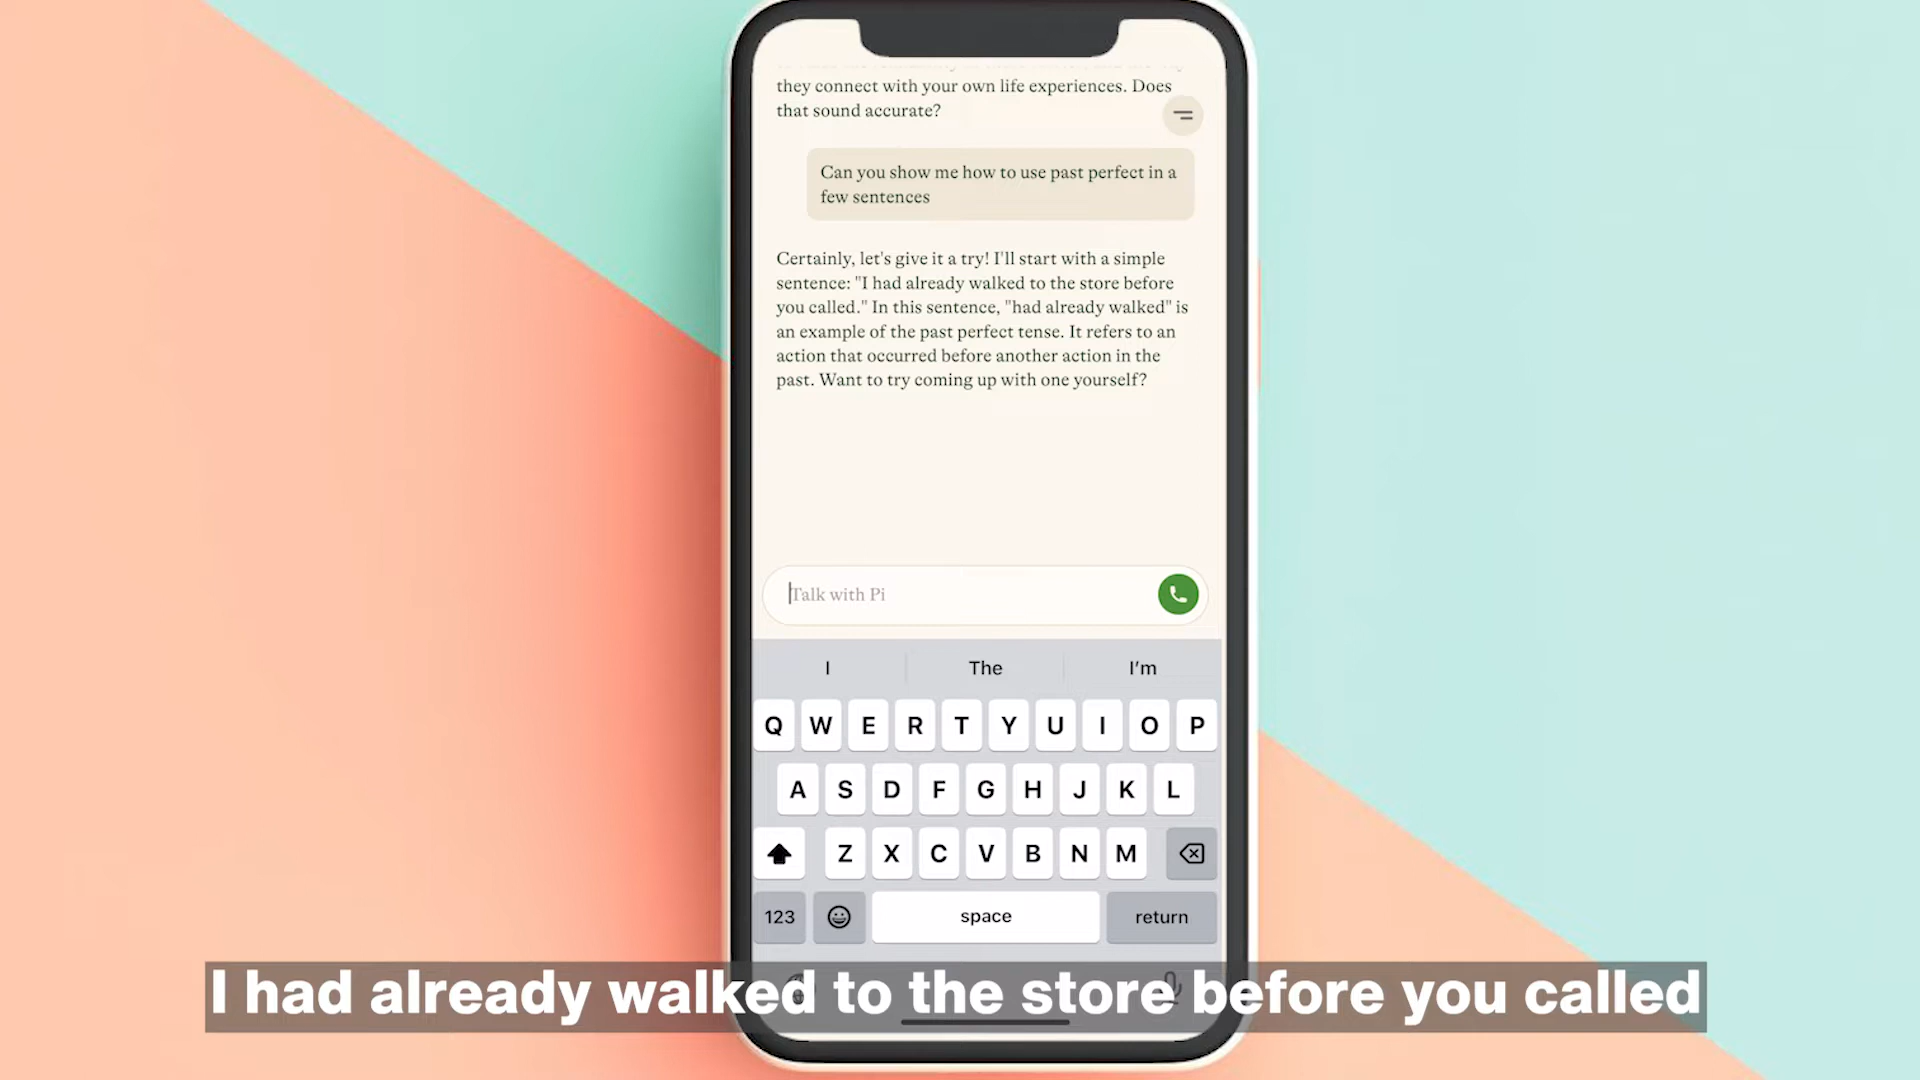 they connect with your own life experiences. Does
that sound accurate?
Can you show me how to use past perfect in a
few sentences
Certainly, let's give it a try! I'll start with a simple
sentence: "I had already walked to the store before
you called." In this sentence, "had already walked" is
an example of the past perfect tense. It refers to an
action that occurred before another action in the
past. Want to try coming up with one yourself?
Talk with Pi
I The I'm
Q W E R T Y U I O P
A S D F G H J K L
Z X C V B N M
123 space return
I had already walked to the store before you called